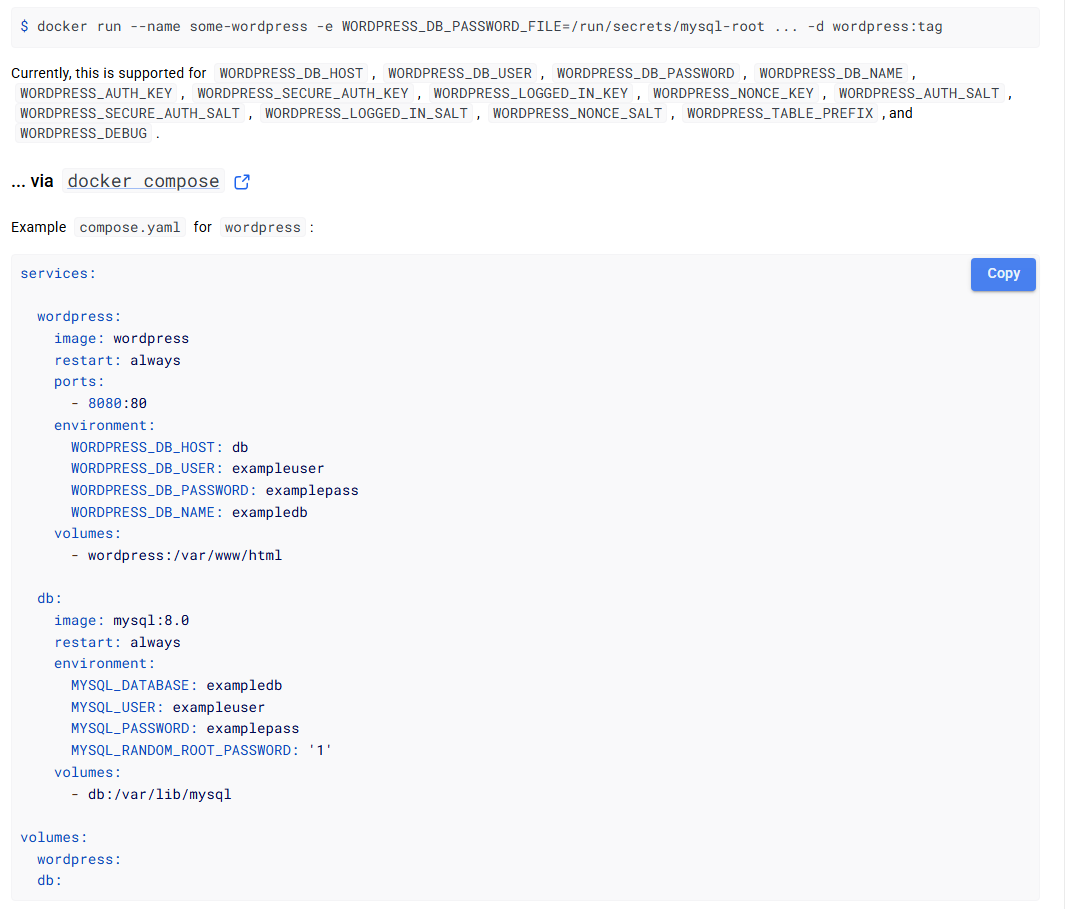 $ docker run --name some-wordpress -e WORDPRESS_DB_PASSWORD_FILE=/run/secrets/mysql-root ... -d wordpress:tag
Currently, this is supported for WORDPRESS_DB_HOST , WORDPRESS_DB_USER , WORDPRESS_DB_PASSWORD , WORDPRESS_DB_NAME ,
WORDPRESS_AUTH_KEY , WORDPRESS_SECURE_AUTH_KEY , WORDPRESS_LOGGED_IN_KEY , WORDPRESS_NONCE_KEY , WORDPRESS_AUTH_SALT ,
WORDPRESS_SECURE_AUTH_SALT , WORDPRESS_LOGGED_IN_SALT , WORDPRESS_NONCE_SALT , WORDPRESS_TABLE_PREFIX , and
WORDPRESS_DEBUG .
... via docker compose
Example compose.yaml for wordpress :
Copy
services:
  wordpress:
    image: wordpress
    restart: always
    ports:
      - 8080:80
    environment:
      WORDPRESS_DB_HOST: db
      WORDPRESS_DB_USER: exampleuser
      WORDPRESS_DB_PASSWORD: examplepass
      WORDPRESS_DB_NAME: exampledb
    volumes:
      - wordpress:/var/www/html
  db:
    image: mysql:8.0
    restart: always
    environment:
      MYSQL_DATABASE: exampledb
      MYSQL_USER: exampleuser
      MYSQL_PASSWORD: examplepass
      MYSQL_RANDOM_ROOT_PASSWORD: '1'
    volumes:
      - db:/var/lib/mysql
volumes:
  wordpress:
  db: